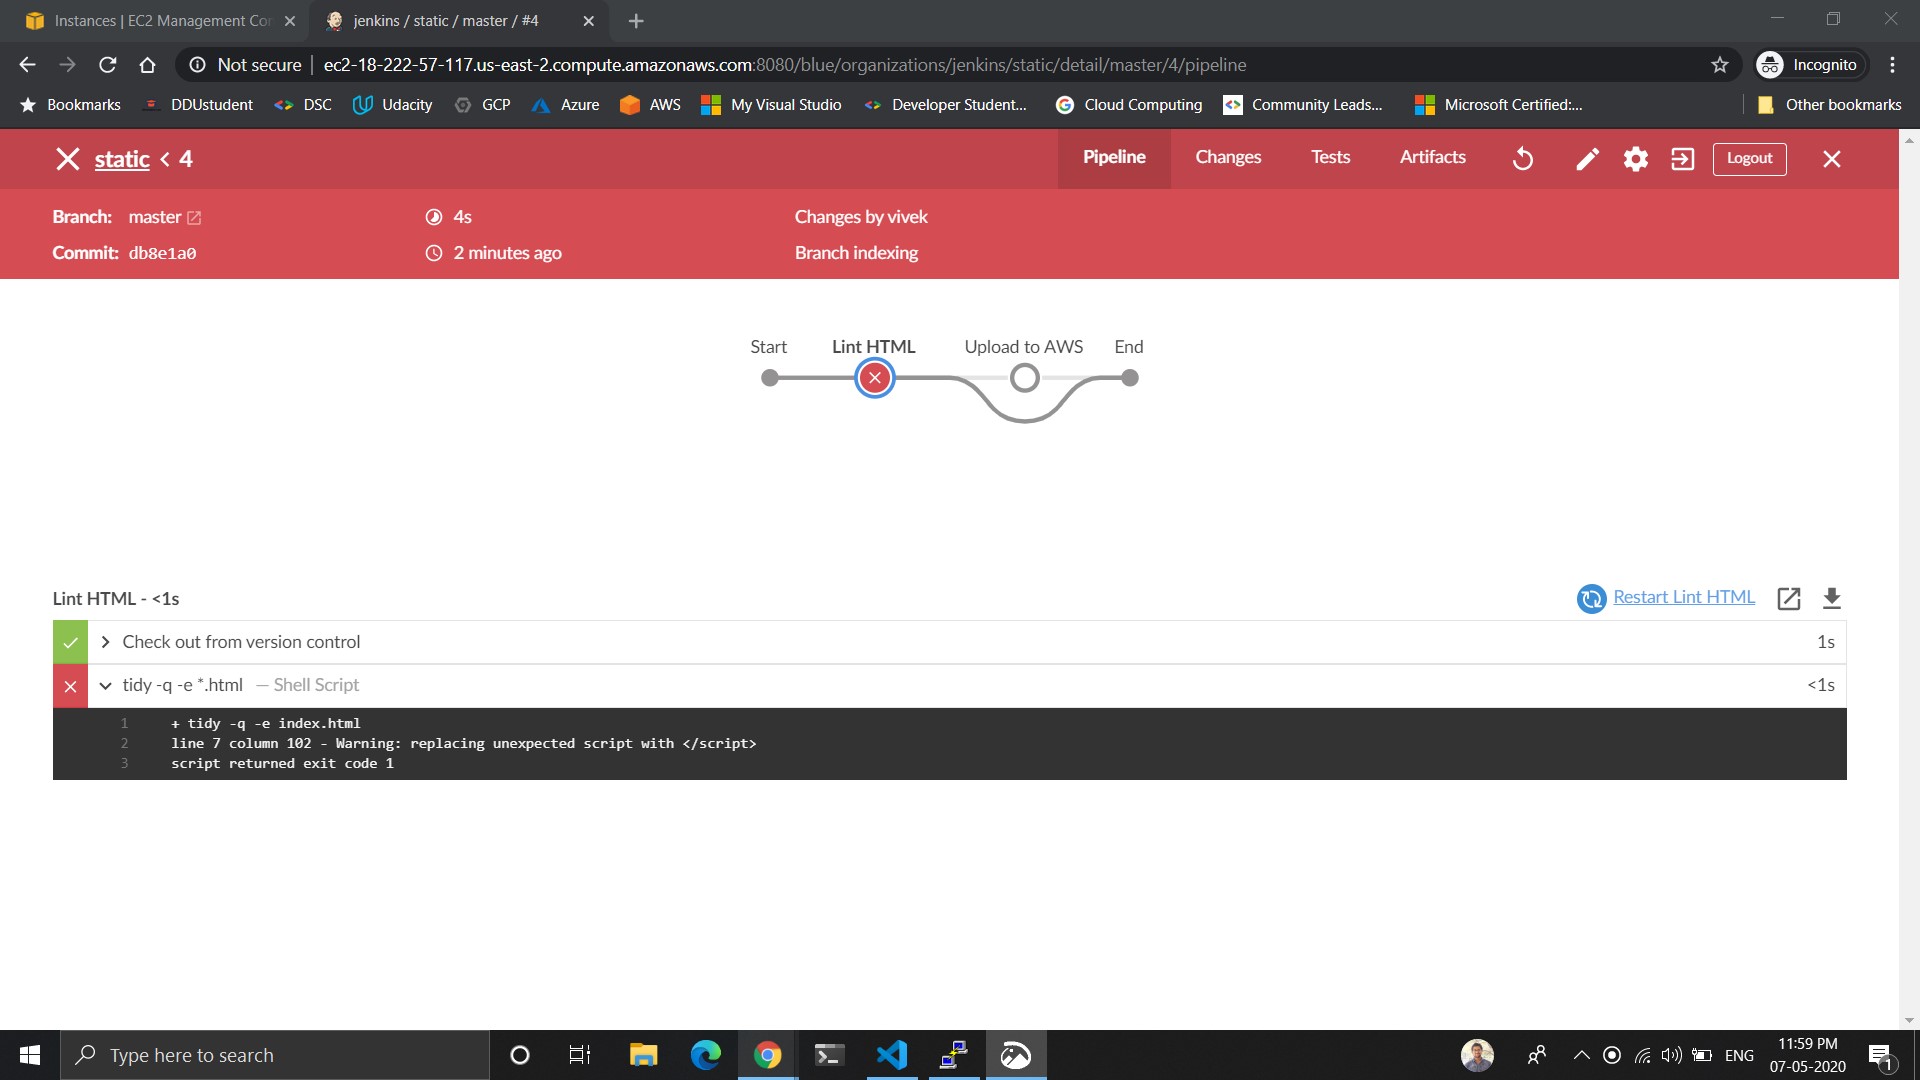 Instances | EC2 Management Con
jenkins / static / master / #4
Not secure
ec2-18-222-57-117.us-east-2.compute.amazonaws.com:8080/blue/organizations/jenkins/static/detail/master/4/pipeline
Incognito
Bookmarks
DDUstudent
DSC
Udacity
GCP
Azure
AWS
My Visual Studio
Developer Student...
Cloud Computing
Community Leads...
Microsoft Certified:...
Other bookmarks
static < 4
Pipeline
Changes
Tests
Artifacts
Logout
Branch: master
4s
Changes by vivek
Commit: db8e1a0
2 minutes ago
Branch indexing
Start
Lint HTML
Upload to AWS
End
Lint HTML - <1s
Restart Lint HTML
Check out from version control
1s
tidy -q -e *.html — Shell Script
<1s
1 + tidy -q -e index.html
2 line 7 column 102 - Warning: replacing unexpected script with </script>
3 script returned exit code 1
Type here to search
ENG
11:59 PM
07-05-2020
1